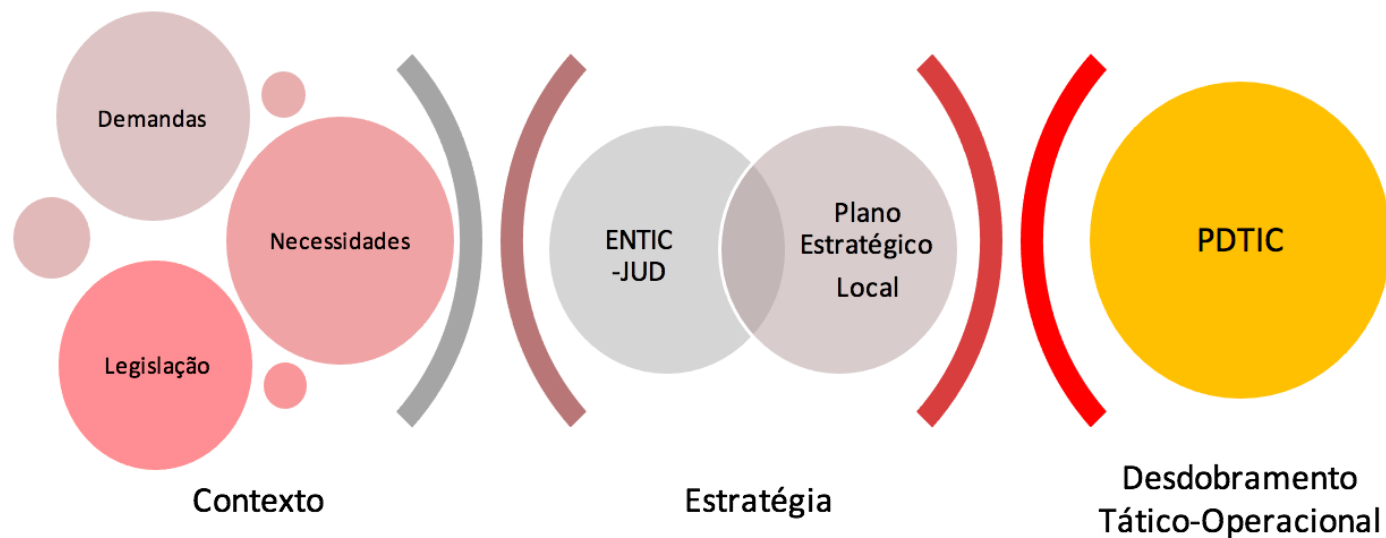 Demandas
Necessidades
Legislação
Contexto
ENTIC
-JUD
Plano
Estratégico
Local
Estratégia
PDTIC
Desdobramento
Tático-Operacional